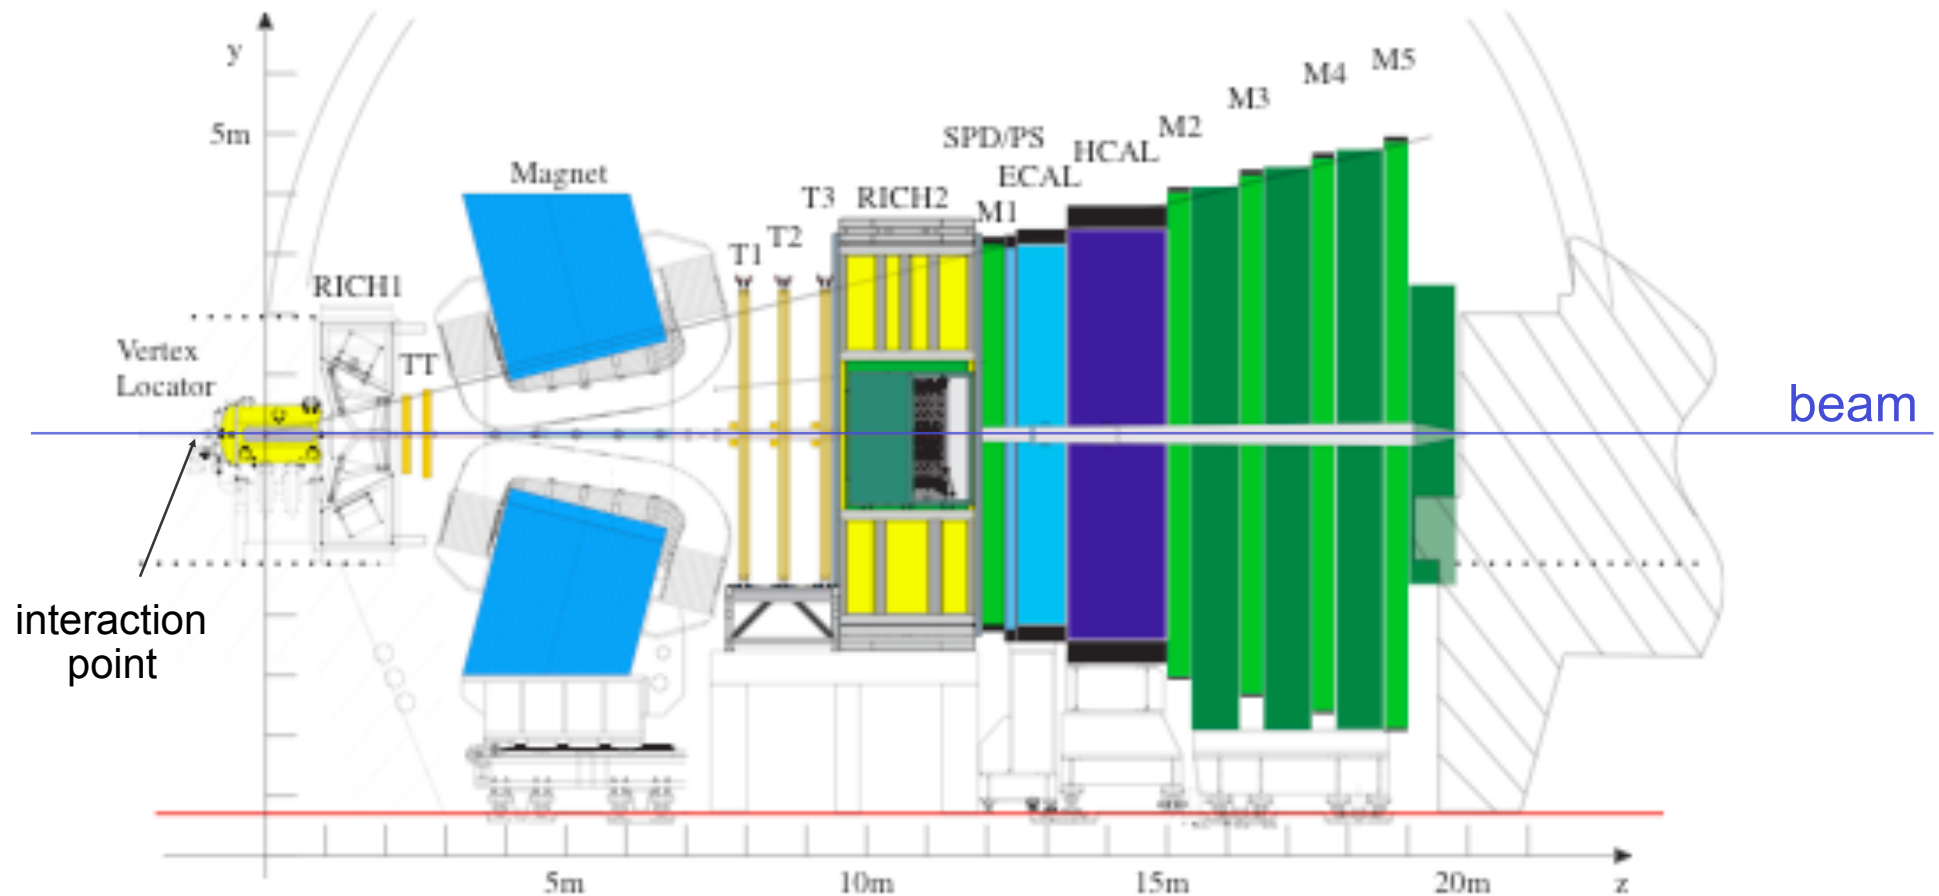 y
5m
Magnet
RICH1
Vertex
Locator
TT
T1
T2
T3
RICH2
M1
SPD/PS
ECAL
HCAL
M2
M3
M4
M5
beam
interaction
point
5m
10m
15m
20m
z